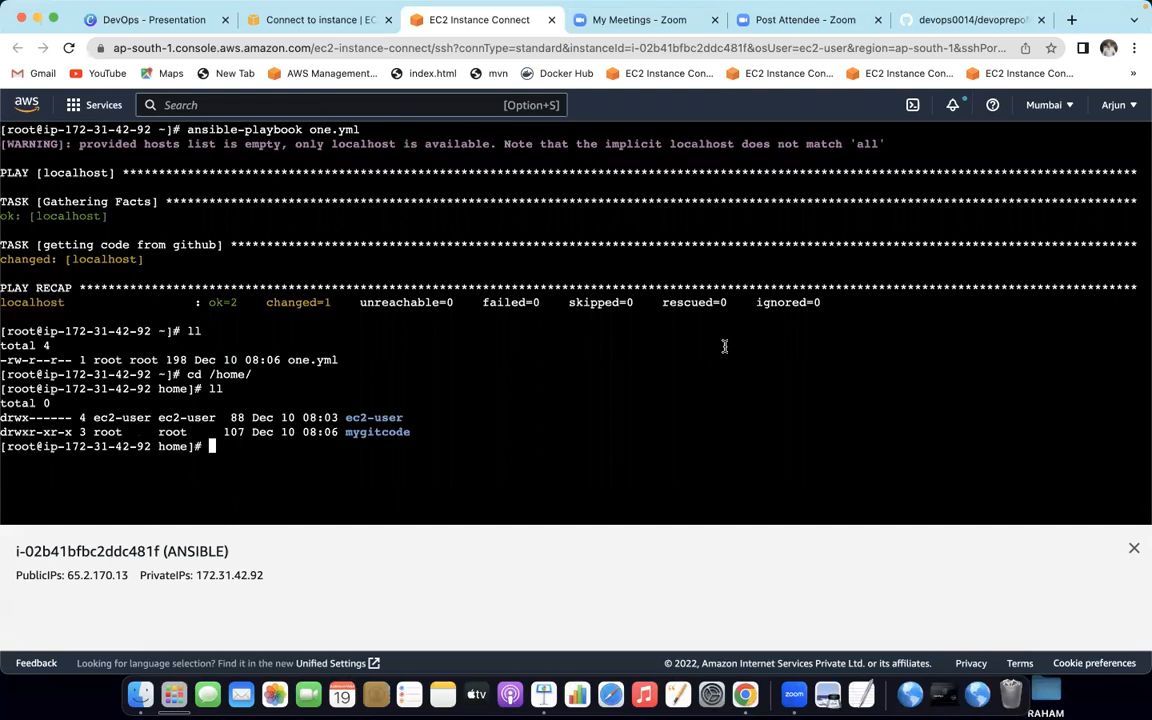 DevOps - Presentation
Connect to instance | EC
EC2 Instance Connect
My Meetings - Zoom
Post Attendee - Zoom
devops0014/devoprepo
ap-south-1.console.aws.amazon.com/ec2-instance-connect/ssh?connType=standard&instanceId=i-02b41bfbc2ddc481f&osUser=ec2-user&region=ap-south-1&sshPor...
Gmail
YouTube
Maps
New Tab
AWS Management...
index.html
mvn
Docker Hub
EC2 Instance Con...
EC2 Instance Con...
EC2 Instance Con...
EC2 Instance Con...
»
aws
Services
Search
[Option+S]
Mumbai
Arjun
[root@ip-172-31-42-92 ~]# ansible-playbook one.yml
[WARNING]: provided hosts list is empty, only localhost is available. Note that the implicit localhost does not match 'all'
PLAY [localhost] ************************************************************************************************************************************************
TASK [Gathering Facts] ******************************************************************************************************************************************
ok: [localhost]
TASK [getting code from github] *********************************************************************************************************************************
changed: [localhost]
PLAY RECAP ******************************************************************************************************************************************************
localhost : ok=2 changed=1 unreachable=0 failed=0 skipped=0 rescued=0 ignored=0
[root@ip-172-31-42-92 ~]# ll
total 4
-rw-r--r-- 1 root root 198 Dec 10 08:06 one.yml
[root@ip-172-31-42-92 ~]# cd /home/
[root@ip-172-31-42-92 home]# ll
total 0
drwx------ 4 ec2-user ec2-user 88 Dec 10 08:03 ec2-user
drwxr-xr-x 3 root root 107 Dec 10 08:06 mygitcode
[root@ip-172-31-42-92 home]#
i-02b41bfbc2ddc481f (ANSIBLE)
PublicIPs: 65.2.170.13 PrivateIPs: 172.31.42.92
Feedback
Looking for language selection? Find it in the new Unified Settings
© 2022, Amazon Internet Services Private Ltd. or its affiliates.
Privacy
Terms
Cookie preferences
19
tv
zoom
RAHAM